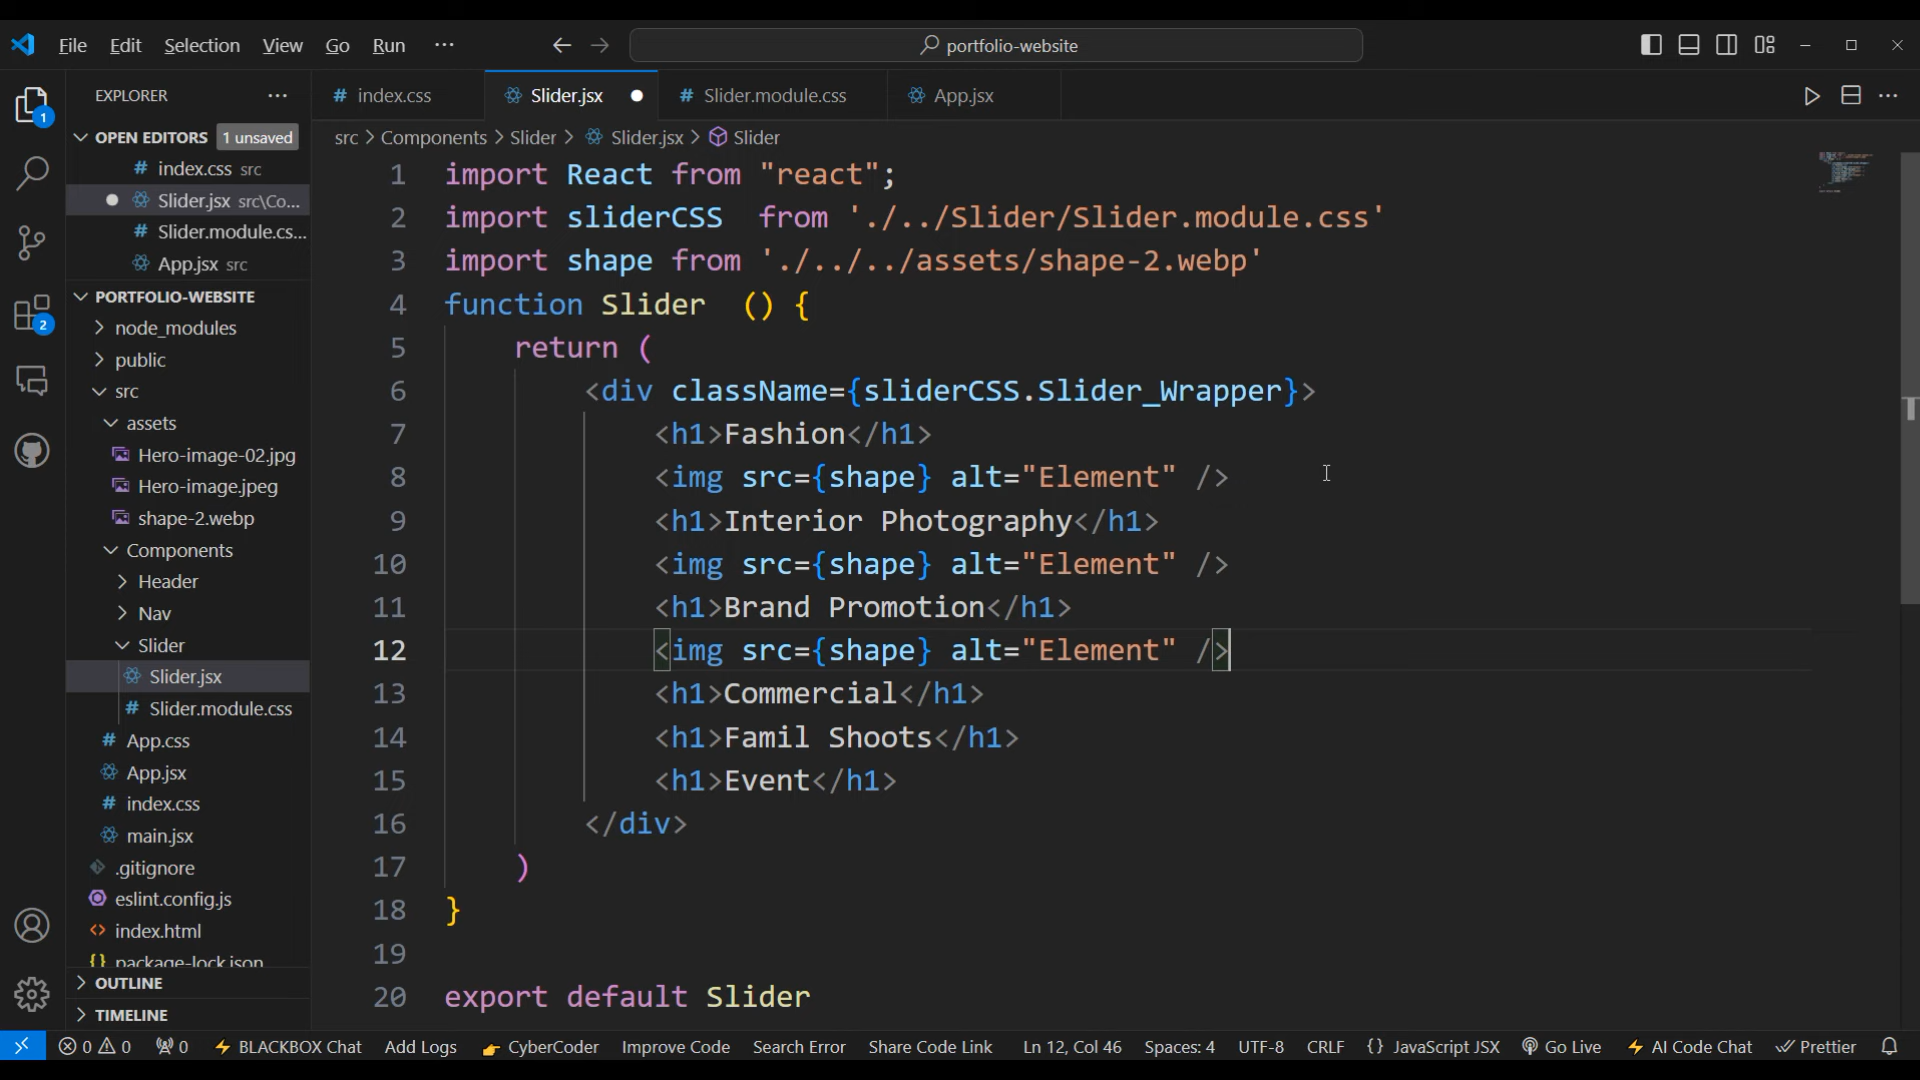 File Edit Selection View Go Run ··· portfolio-website
EXPLORER ···
OPEN EDITORS 1 unsaved
# index.css src
Slider.jsx src\Co...
# Slider.module.cs...
App.jsx src
PORTFOLIO-WEBSITE
node_modules
public
src
assets
Hero-image-02.jpg
Hero-image.jpeg
shape-2.webp
Components
Header
Nav
Slider
Slider.jsx
# Slider.module.css
# App.css
App.jsx
# index.css
main.jsx
.gitignore
eslint.config.js
<> index.html
{} package-lock.json
OUTLINE
TIMELINE
1
2
# index.css Slider.jsx # Slider.module.css App.jsx
src > Components > Slider > Slider.jsx > Slider
1 import React from "react";
2 import sliderCSS  from './../Slider/Slider.module.css'
3 import shape from './../../assets/shape-2.webp'
4 function Slider  () {
5 return (
6 <div className={sliderCSS.Slider_Wrapper}>
7 <h1>Fashion</h1>
8 <img src={shape} alt="Element" />
9 <h1>Interior Photography</h1>
10 <img src={shape} alt="Element" />
11 <h1>Brand Promotion</h1>
12 <img src={shape} alt="Element" />
13 <h1>Commercial</h1>
14 <h1>Famil Shoots</h1>
15 <h1>Event</h1>
16 </div>
17 )
18 }
19
20 export default Slider
0 0 0 BLACKBOX Chat Add Logs CyberCoder Improve Code Search Error Share Code Link Ln 12, Col 46 Spaces: 4 UTF-8 CRLF {} JavaScript JSX Go Live AI Code Chat Prettier